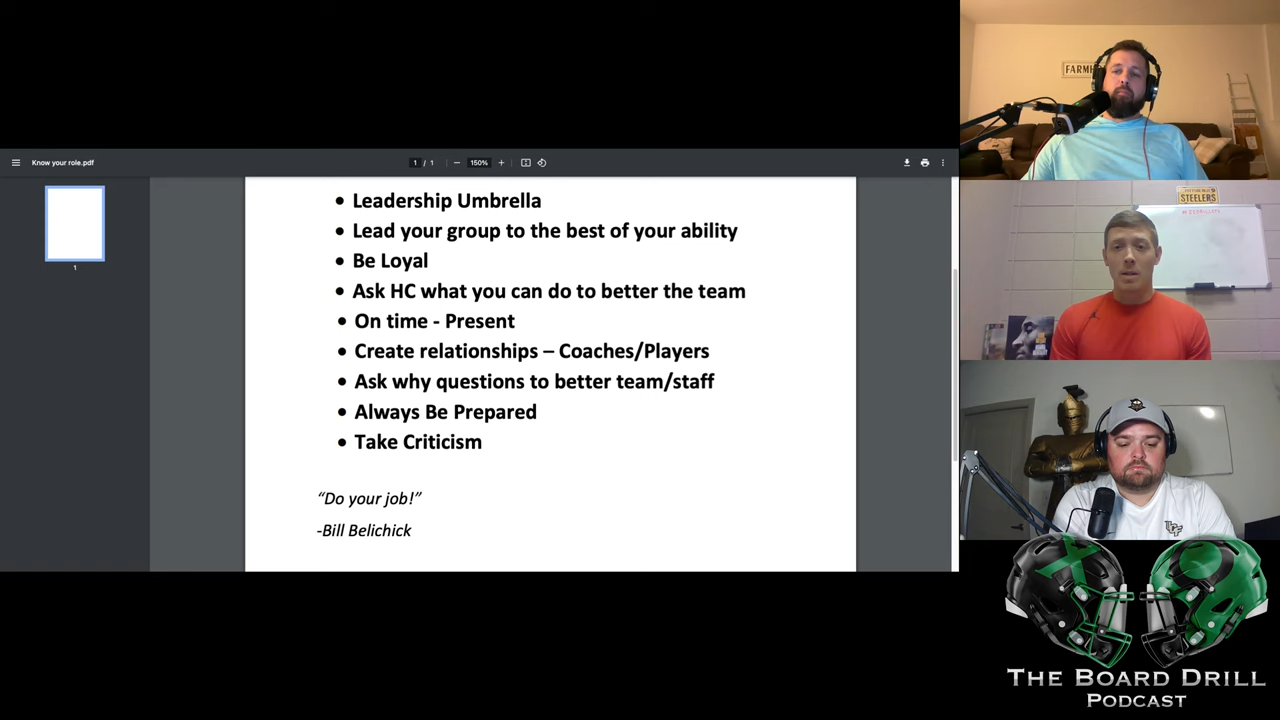 Know your role.pdf
1 / 1
150%
1
• Leadership Umbrella
• Lead your group to the best of your ability
• Be Loyal
• Ask HC what you can do to better the team
• On time - Present
• Create relationships – Coaches/Players
• Ask why questions to better team/staff
• Always Be Prepared
• Take Criticism
“Do your job!”
-Bill Belichick
FARMH
STEELERS
UCF
THE BOARD DRILL
PODCAST